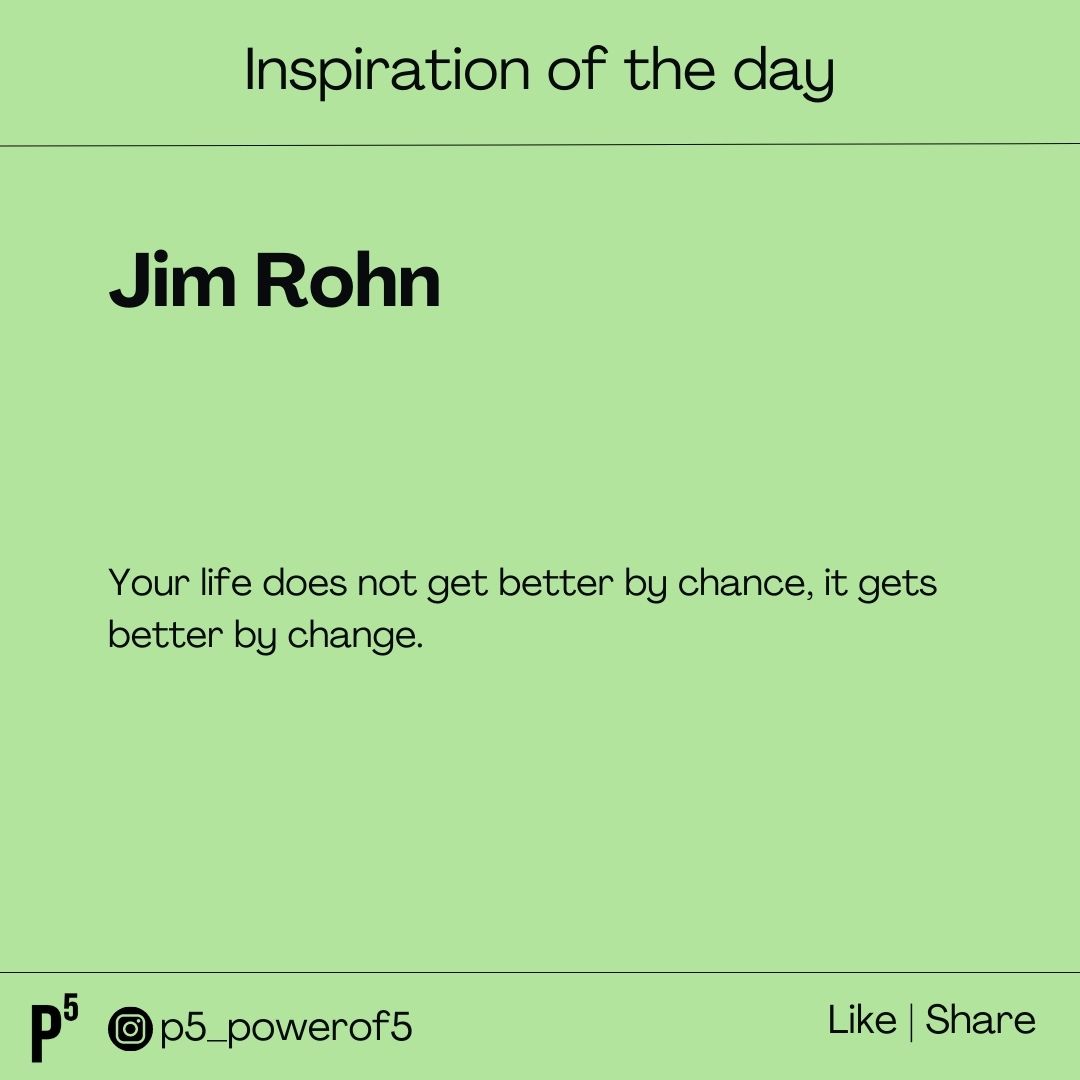 Inspiration of the day
Jim Rohn
Your life does not get better by chance, it gets
better by change.
P⁵
p5_powerof5
Like | Share